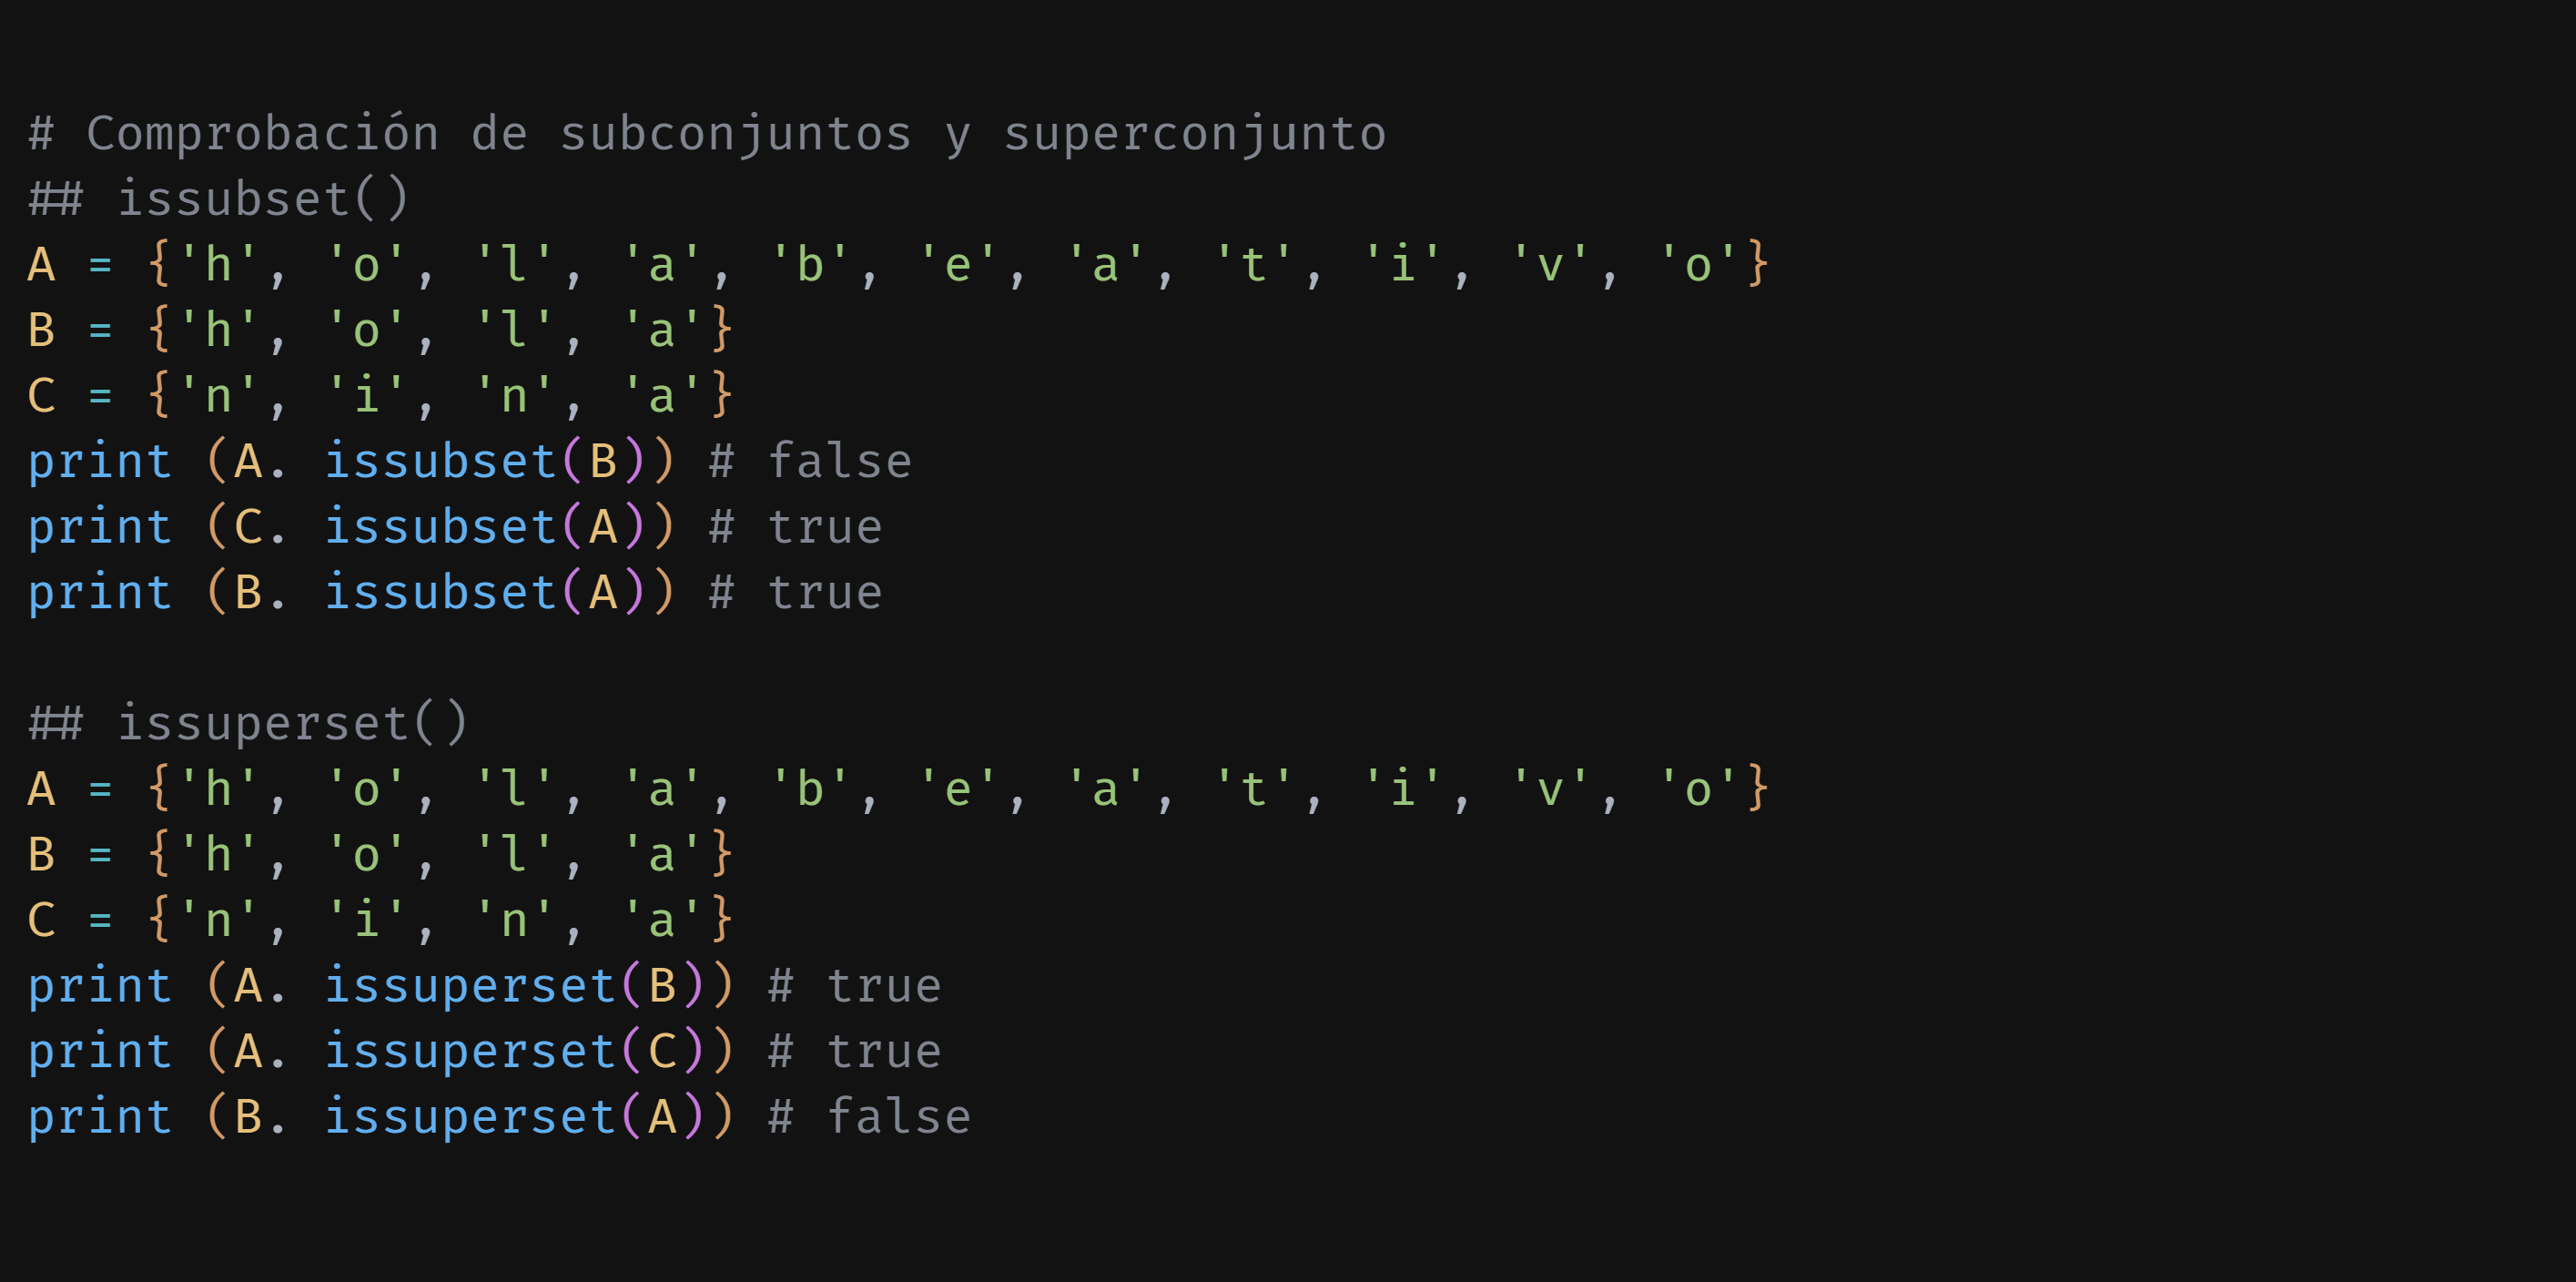 # Comprobación de subconjuntos y superconjunto
## issubset()
A = {'h', 'o', 'l', 'a', 'b', 'e', 'a', 't', 'i', 'v', 'o'}
B = {'h', 'o', 'l', 'a'}
C = {'n', 'i', 'n', 'a'}
print (A. issubset(B)) # false
print (C. issubset(A)) # true
print (B. issubset(A)) # true
## issuperset()
A = {'h', 'o', 'l', 'a', 'b', 'e', 'a', 't', 'i', 'v', 'o'}
B = {'h', 'o', 'l', 'a'}
C = {'n', 'i', 'n', 'a'}
print (A. issuperset(B)) # true
print (A. issuperset(C)) # true
print (B. issuperset(A)) # false